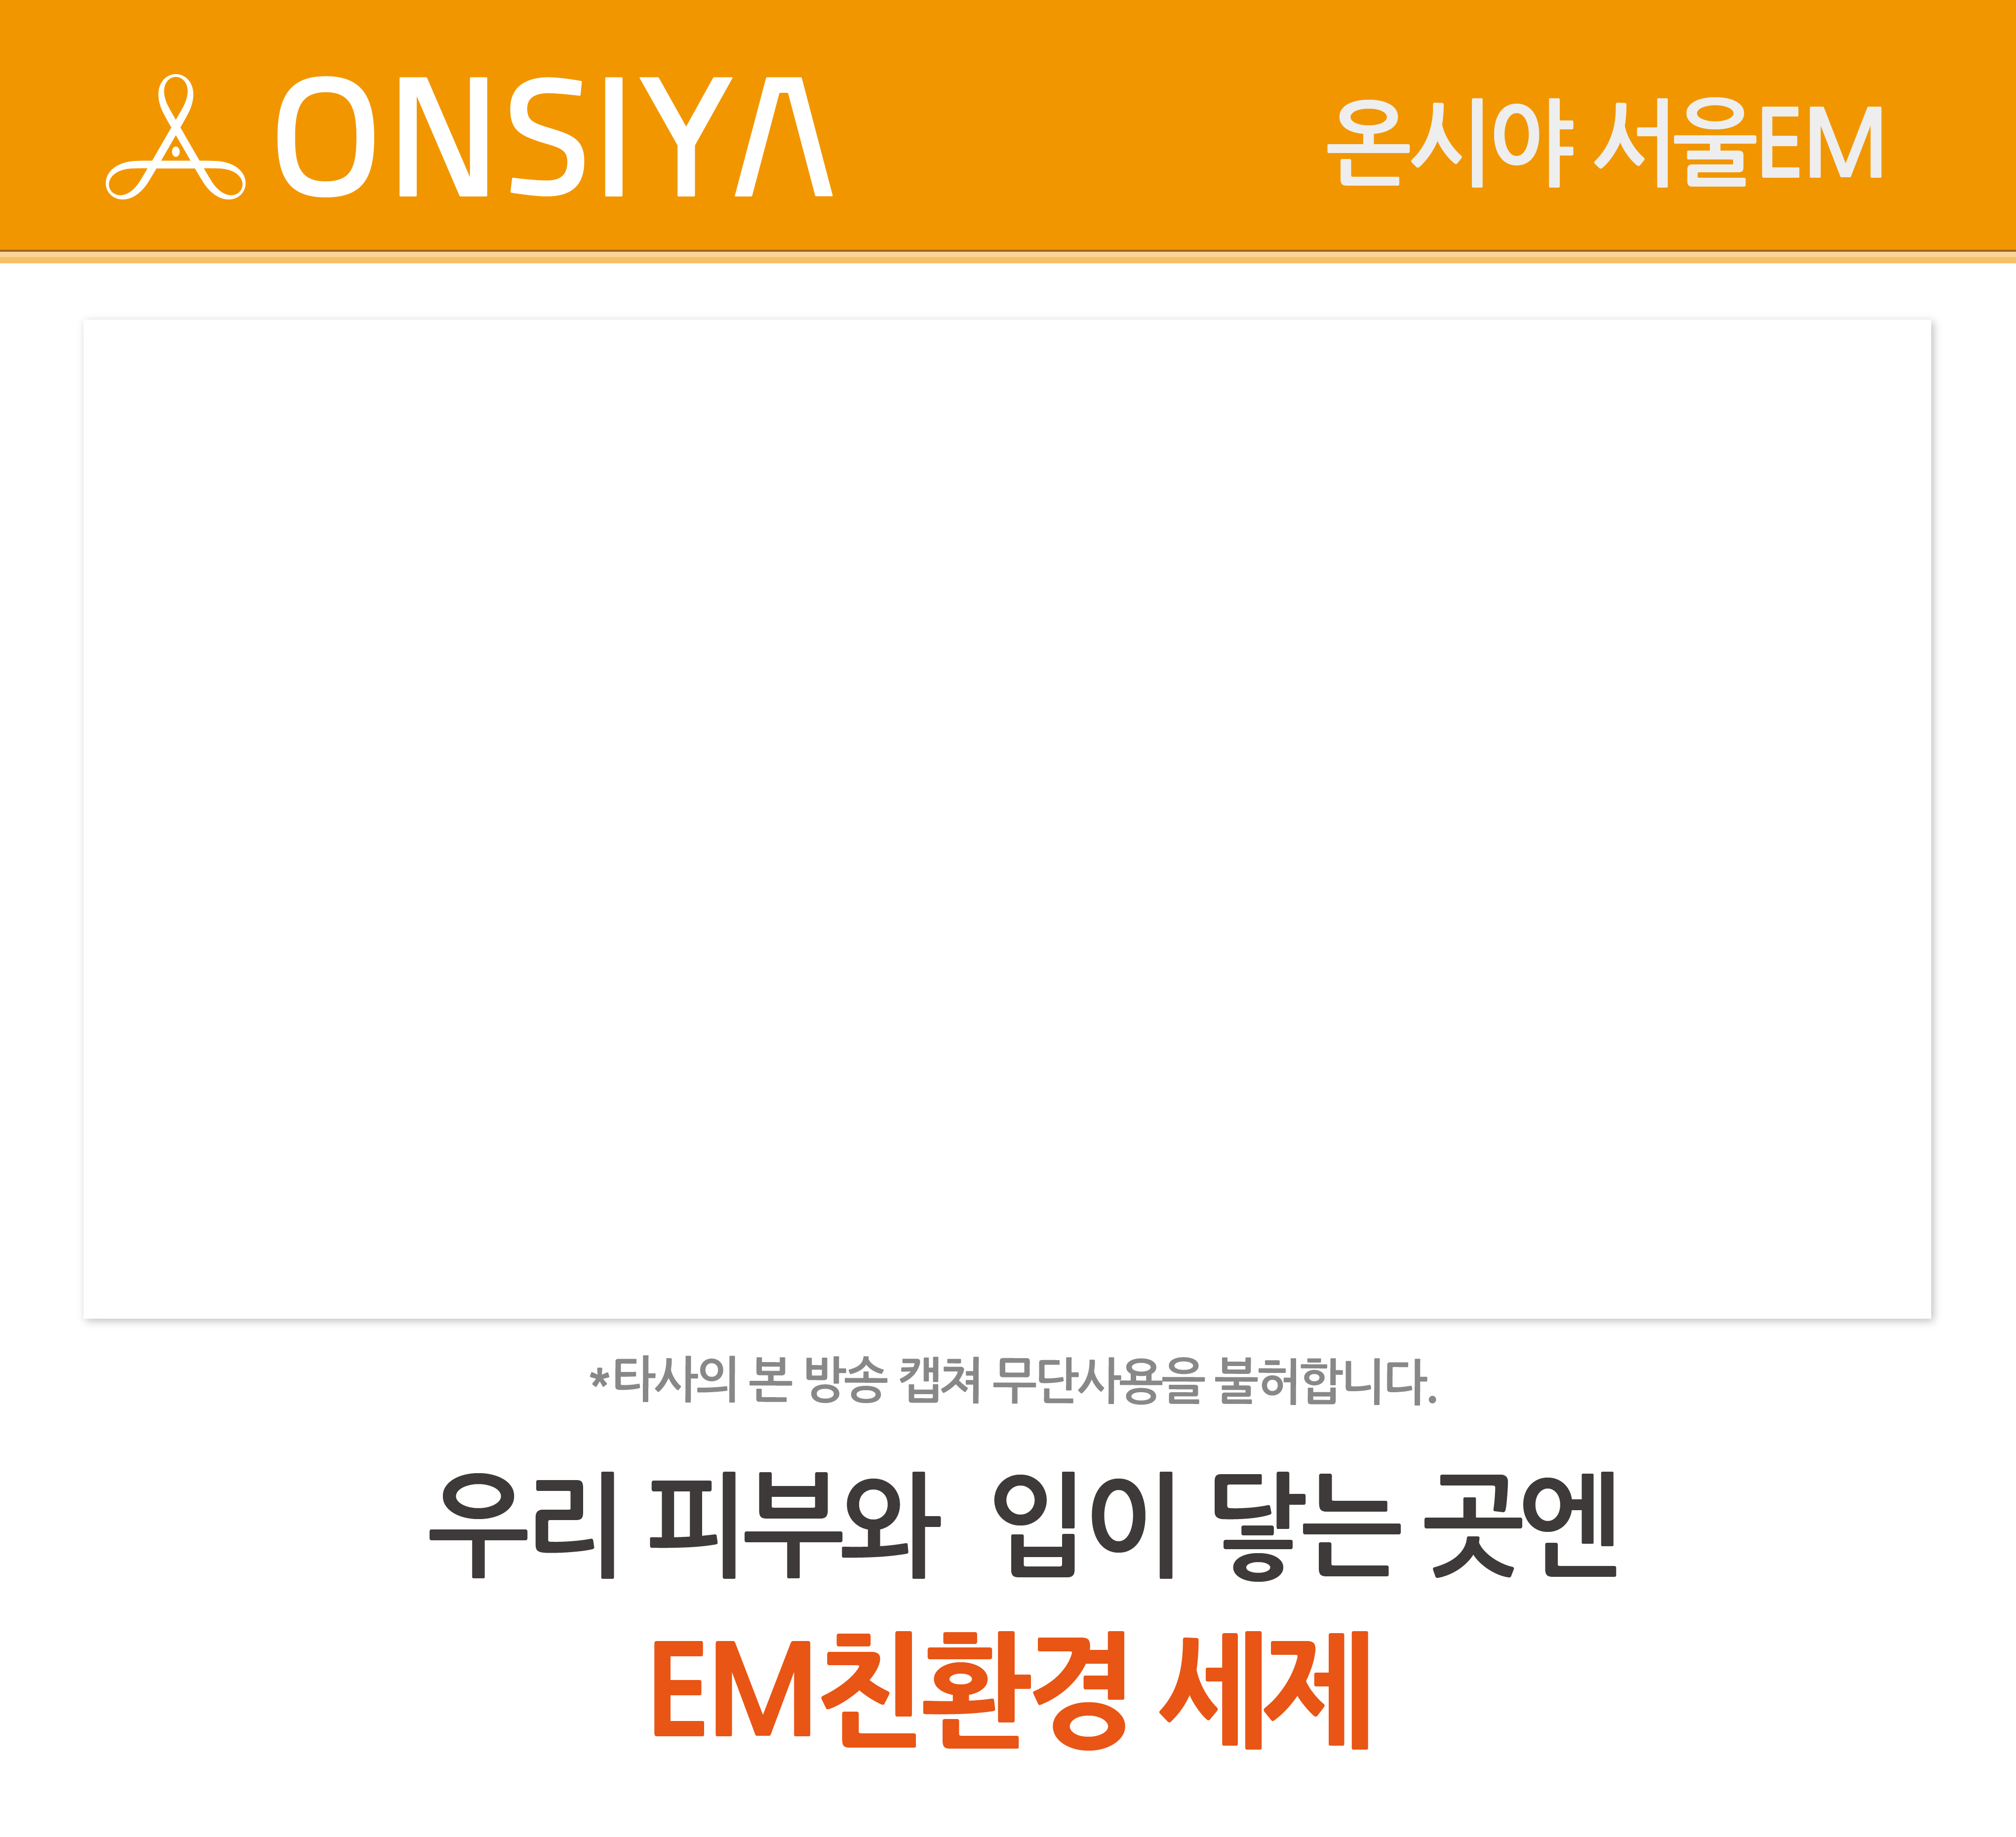 ONSIYA
온시야 서울EM
*타사의 본 방송 캡쳐 무단사용을 불허합니다.
우리 피부와 입이 닿는 곳엔
EM친환경 세제